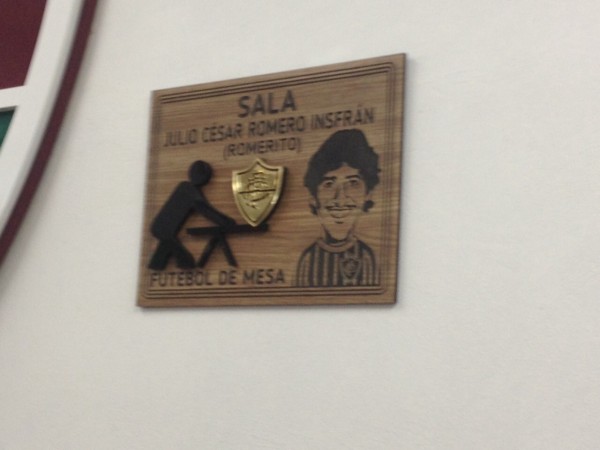 SALA
JULIO CÉSAR ROMERO INSFRÁN
(ROMERITO)
FUTEBOL DE MESA